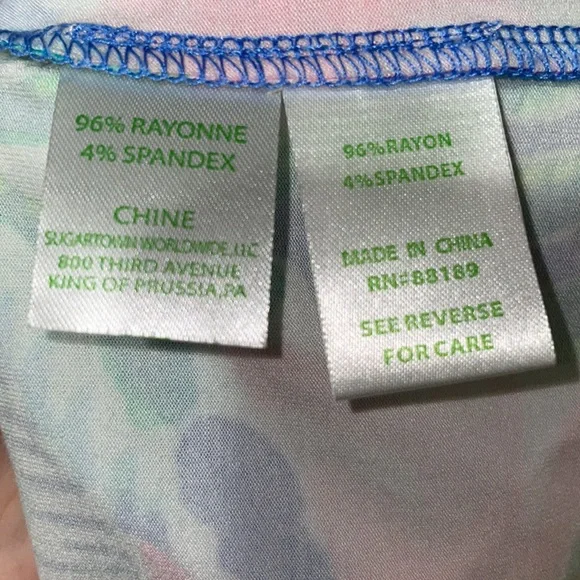 96% RAYONNE
4% SPANDEX
CHINE
SUGARTOWN WORLDWIDE, LLC
800 THIRD AVENUE
KING OF PRUSSIA, PA
96%RAYON
4%SPANDEX
MADE IN CHINA
RN#88189
SEE REVERSE
FOR CARE